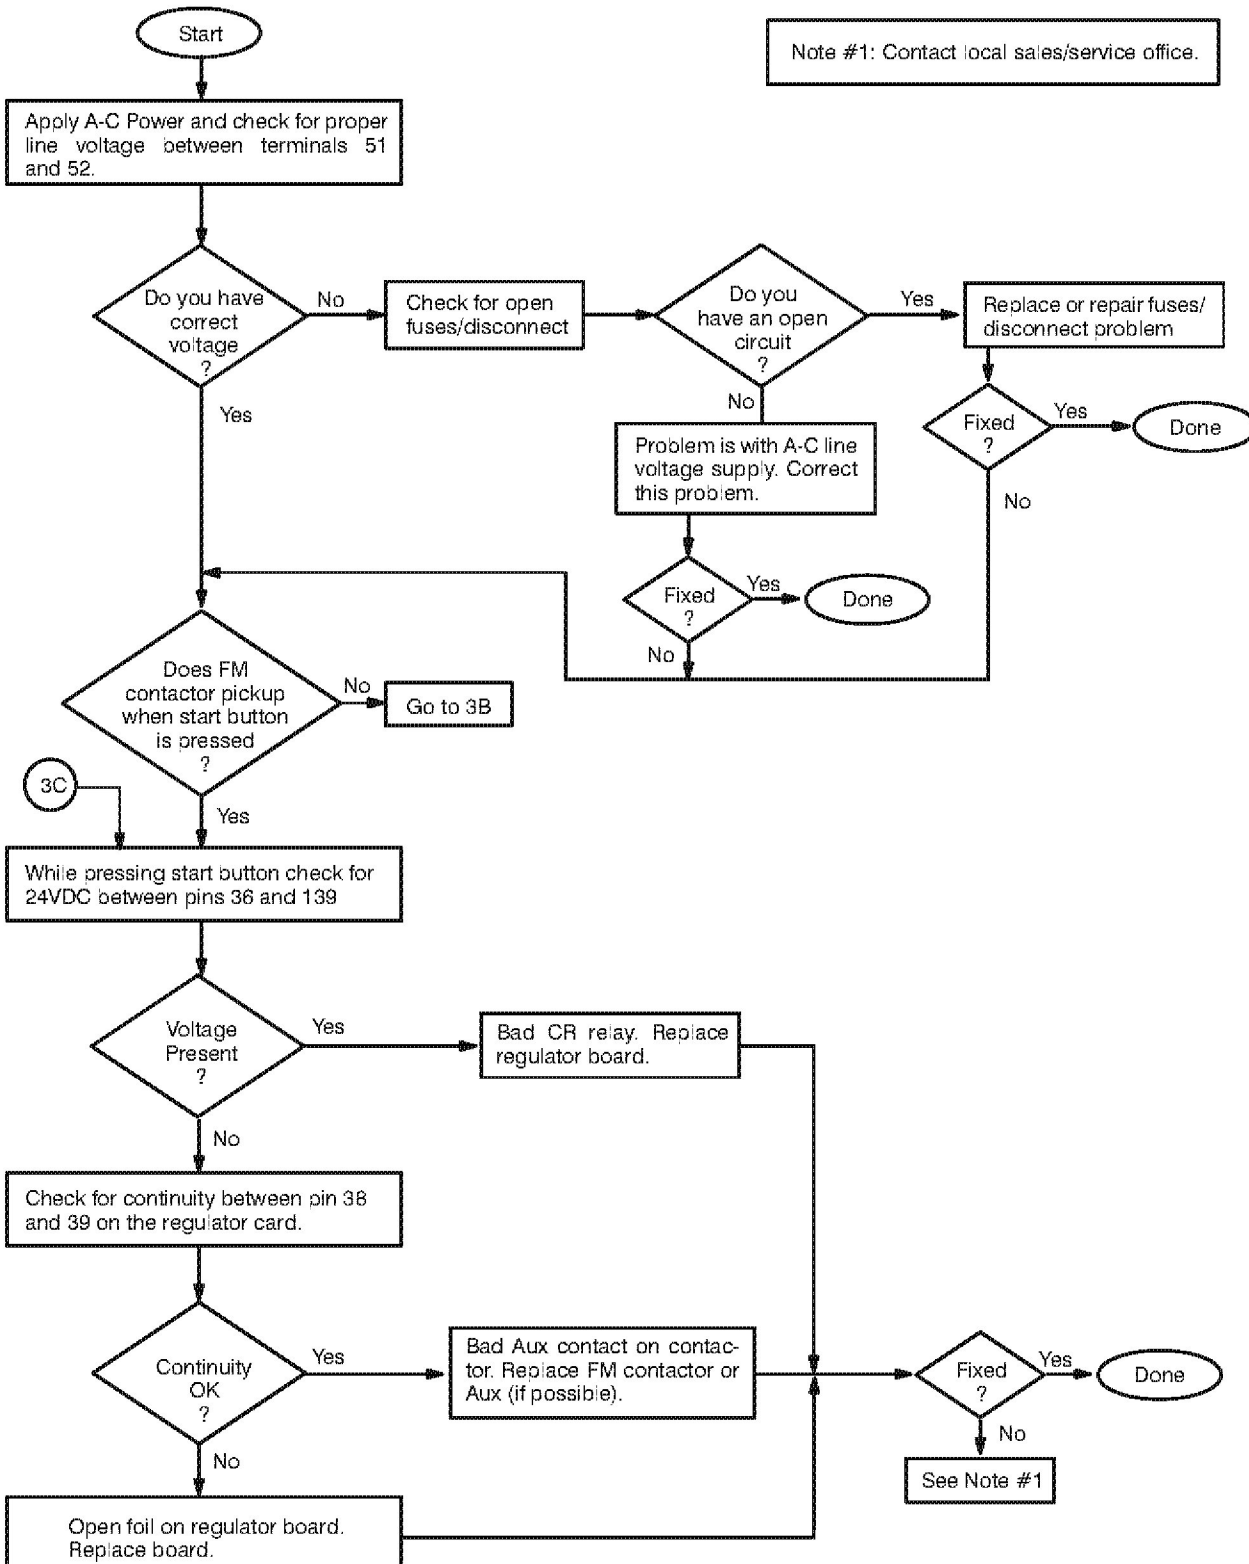 Start
Note #1: Contact local sales/service office.
Apply A-C Power and check for proper
line voltage between terminals 51
and 52.
Do you have
correct
voltage
?
No
Check for open
fuses/disconnect
Do you
have an open
circuit
?
Yes
Replace or repair fuses/
disconnect problem
Yes
No
Fixed
?
Yes
Done
No
Problem is with A-C line
voltage supply. Correct
this problem.
Fixed
?
Yes
Done
No
Does FM
contactor pickup
when start button
is pressed
?
No
Go to 3B
3C
Yes
While pressing start button check for
24VDC between pins 36 and 139
Voltage
Present
?
Yes
Bad CR relay. Replace
regulator board.
No
Check for continuity between pin 38
and 39 on the regulator card.
Continuity
OK
?
Yes
Bad Aux contact on contac-
tor. Replace FM contactor or
Aux (if possible).
Fixed
?
Yes
Done
No
See Note #1
No
Open foil on regulator board.
Replace board.